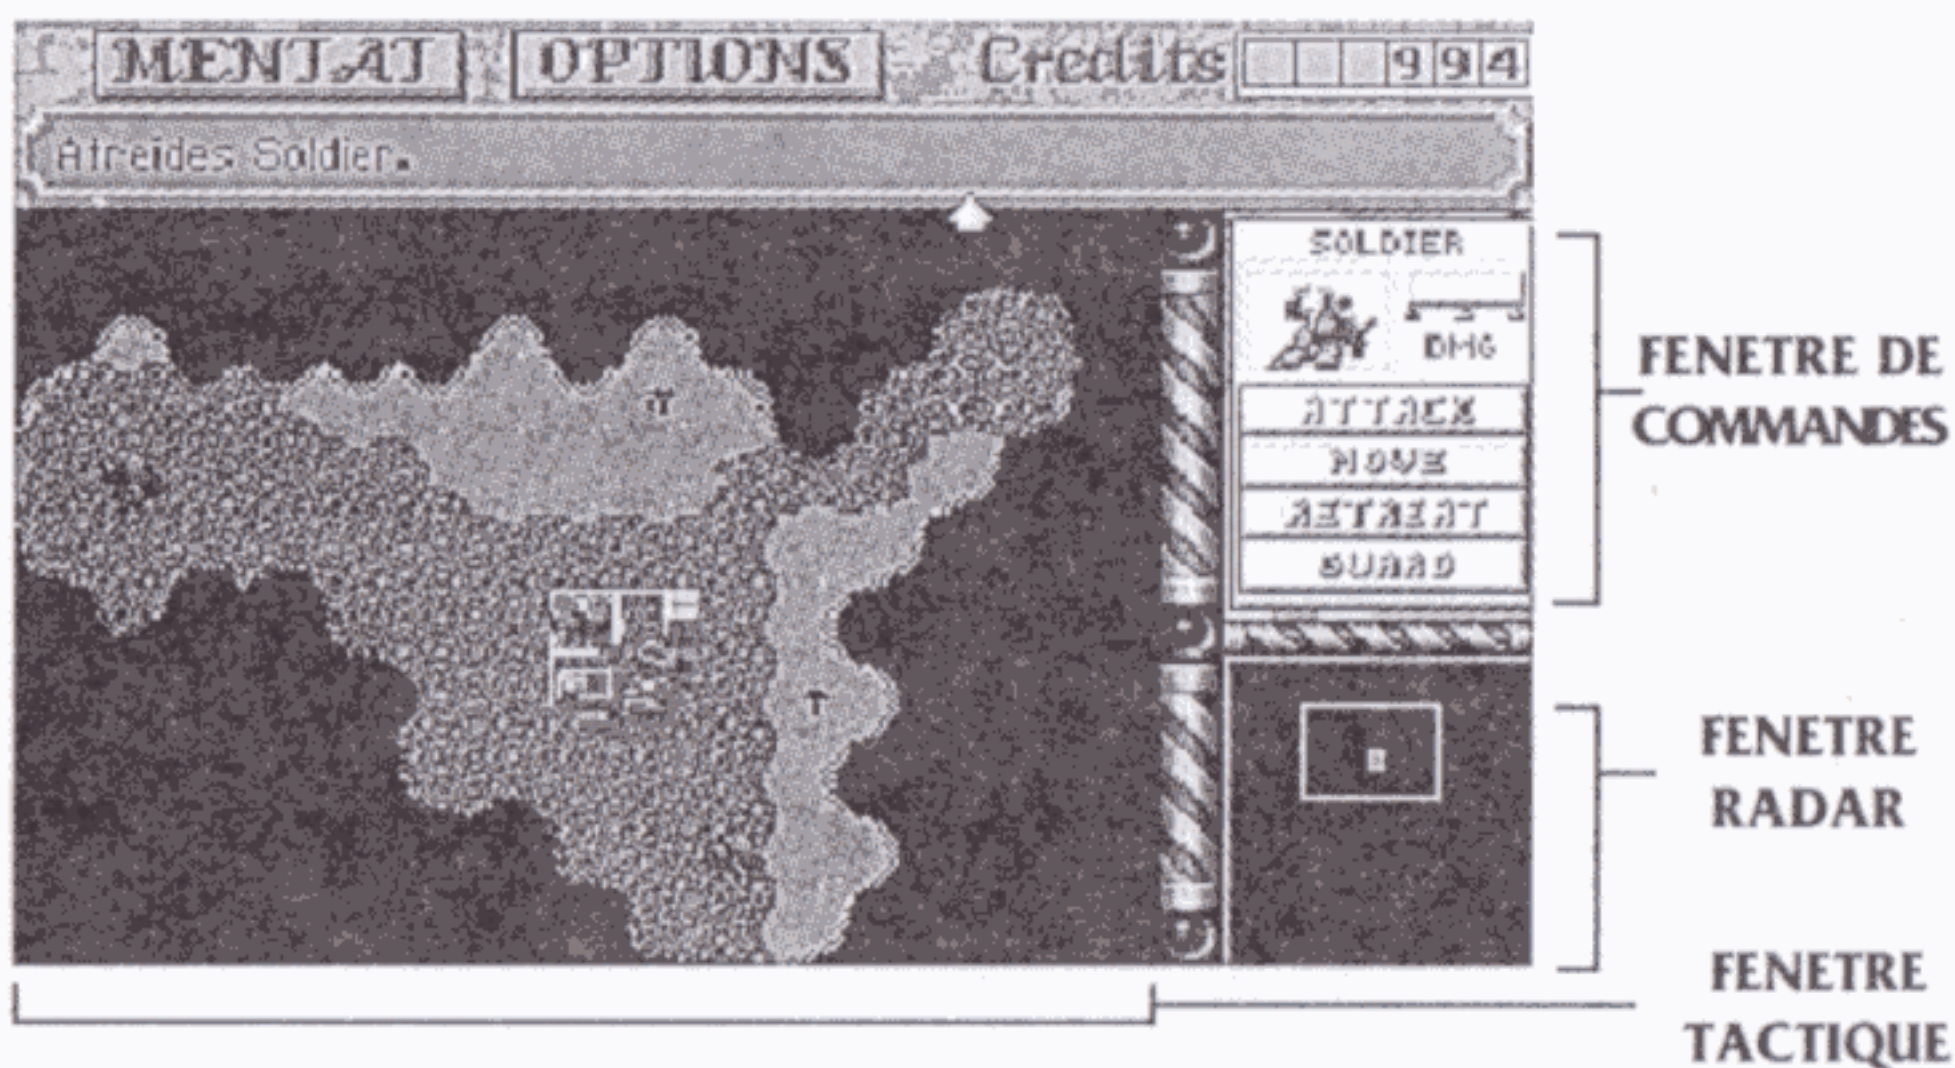 MENTAT OPTIONS Credits 994
Atreides Soldier.
SOLDIER
DMG
ATTACK
MOVE
RETREAT
GUARD
FENETRE DE
COMMANDES
FENETRE
RADAR
FENETRE
TACTIQUE